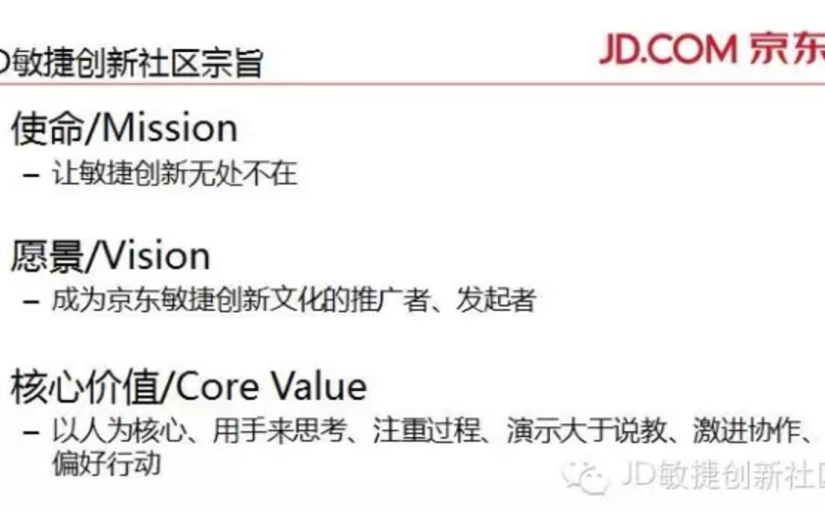 D敏捷创新社区宗旨
JD.COM 京东
使命/Mission
– 让敏捷创新无处不在
愿景/Vision
– 成为京东敏捷创新文化的推广者、发起者
核心价值/Core Value
– 以人为核心、用手来思考、注重过程、演示大于说教、激进协作、
偏好行动
JD敏捷创新社区